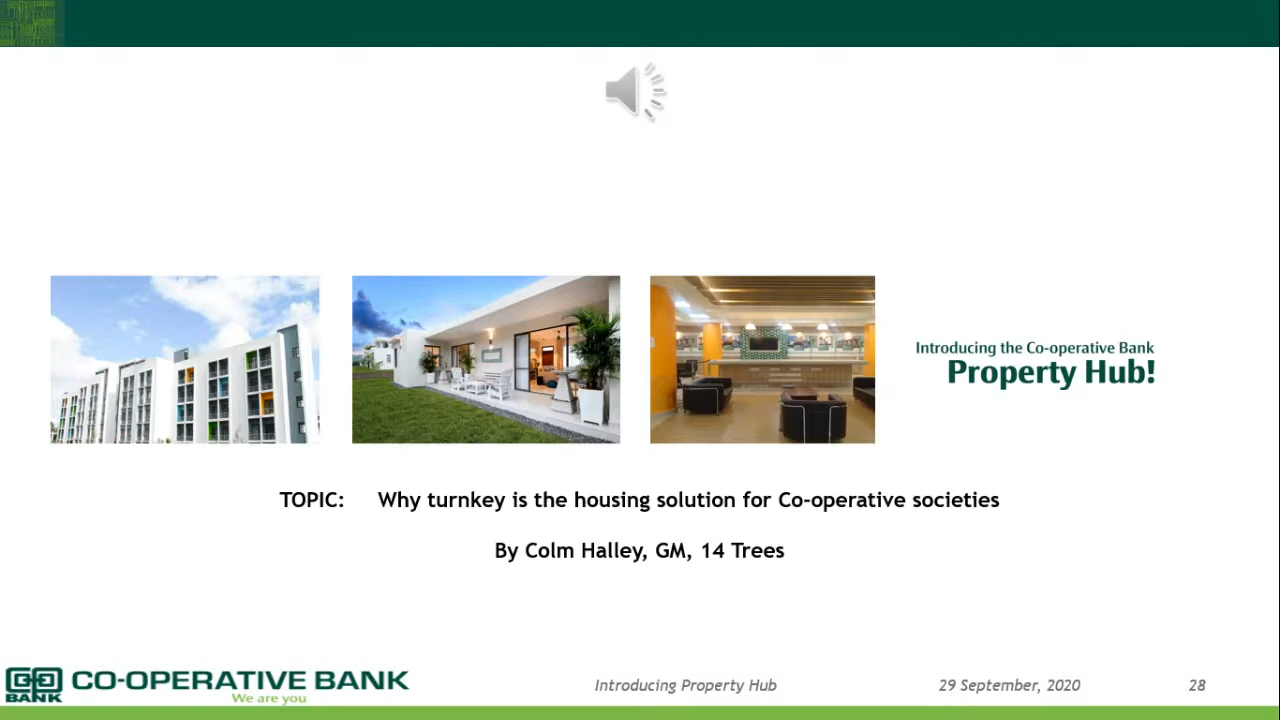 Introducing the Co-operative Bank
Property Hub!
TOPIC: Why turnkey is the housing solution for Co-operative societies
By Colm Halley, GM, 14 Trees
BANK
CO-OPERATIVE BANK
We are you
Introducing Property Hub
29 September, 2020
28